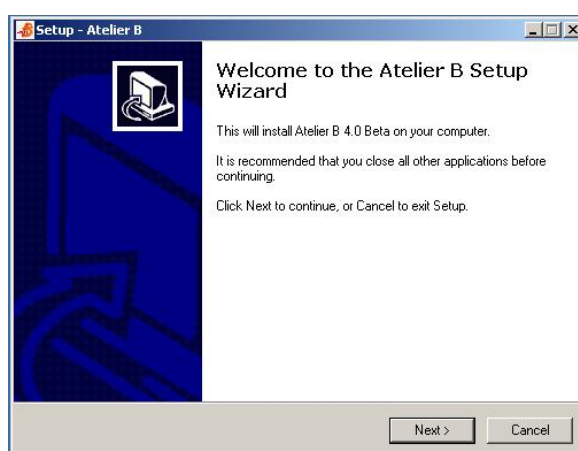 Setup - Atelier B
Welcome to the Atelier B Setup
Wizard
This will install Atelier B 4.0 Beta on your computer.
It is recommended that you close all other applications before
continuing.
Click Next to continue, or Cancel to exit Setup.
Next >
Cancel